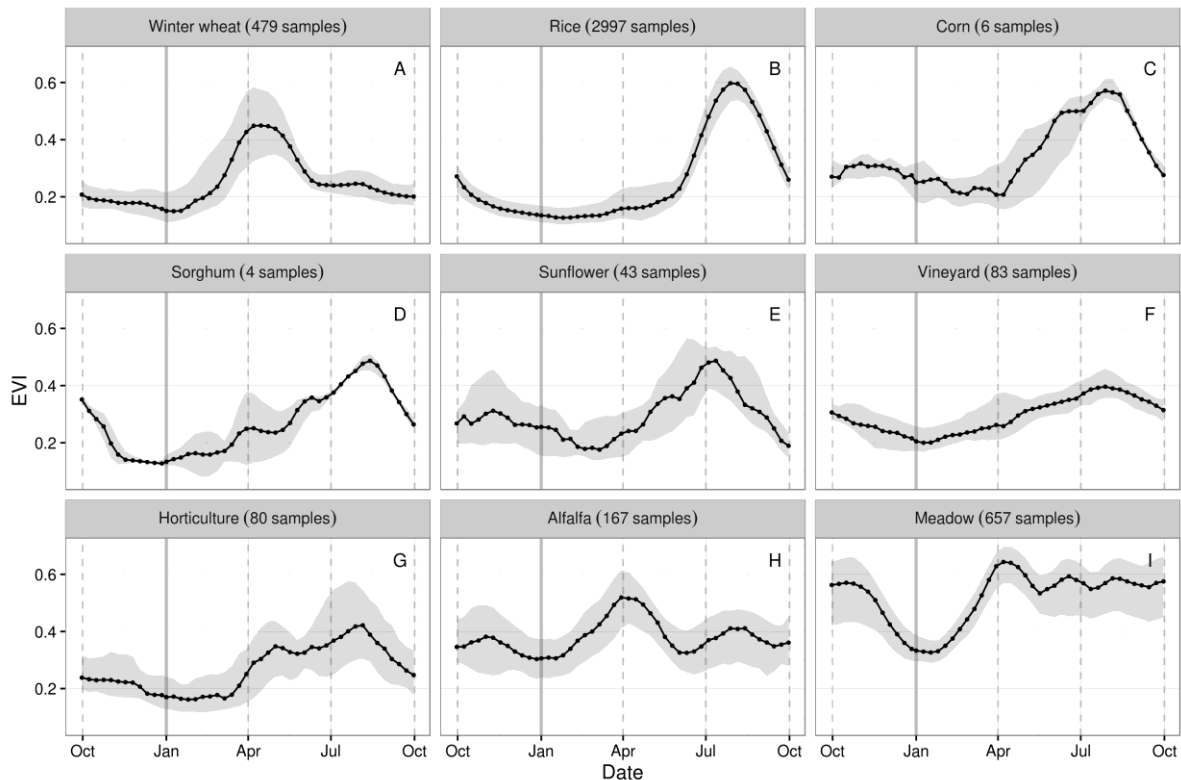 Winter wheat (479 samples)
Rice (2997 samples)
Corn (6 samples)
A
B
C
0.6
0.4
0.2
Sorghum (4 samples)
Sunflower (43 samples)
Vineyard (83 samples)
D
E
F
0.6
0.4
0.2
EVI
Horticulture (80 samples)
Alfalfa (167 samples)
Meadow (657 samples)
G
H
I
0.6
0.4
0.2
Oct Jan Apr Jul Oct
Oct Jan Apr Jul Oct
Oct Jan Apr Jul Oct
Date